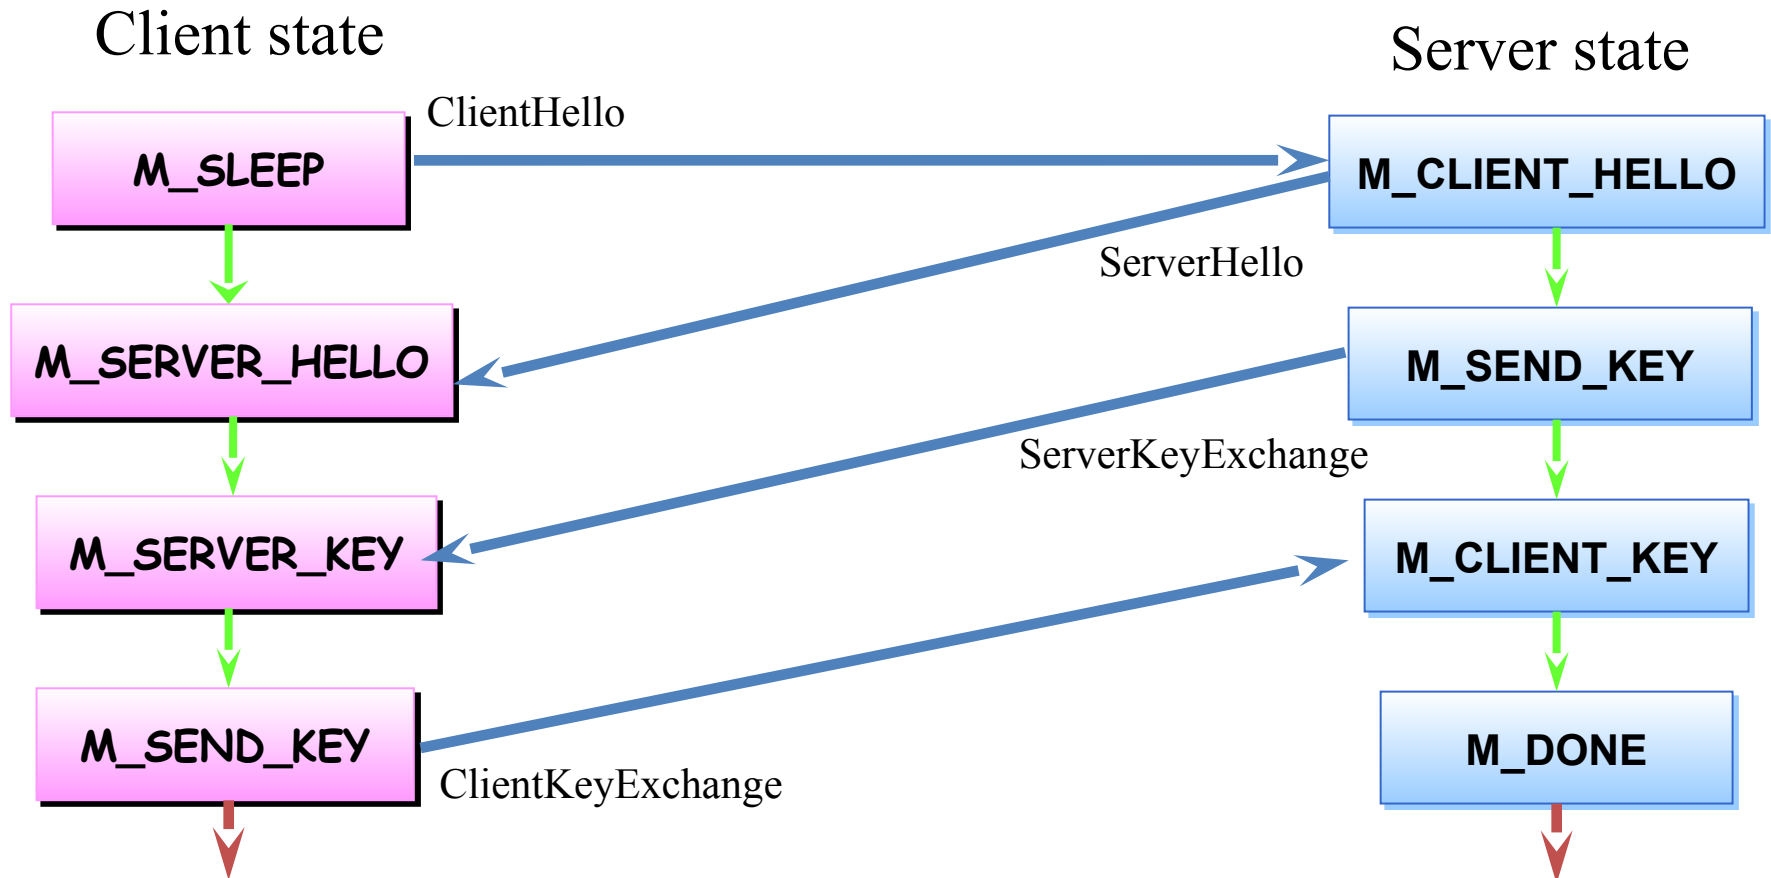 Client state
Server state
ClientHello
M_SLEEP
M_CLIENT_HELLO
ServerHello
M_SERVER_HELLO
M_SEND_KEY
ServerKeyExchange
M_SERVER_KEY
M_CLIENT_KEY
M_SEND_KEY
M_DONE
ClientKeyExchange